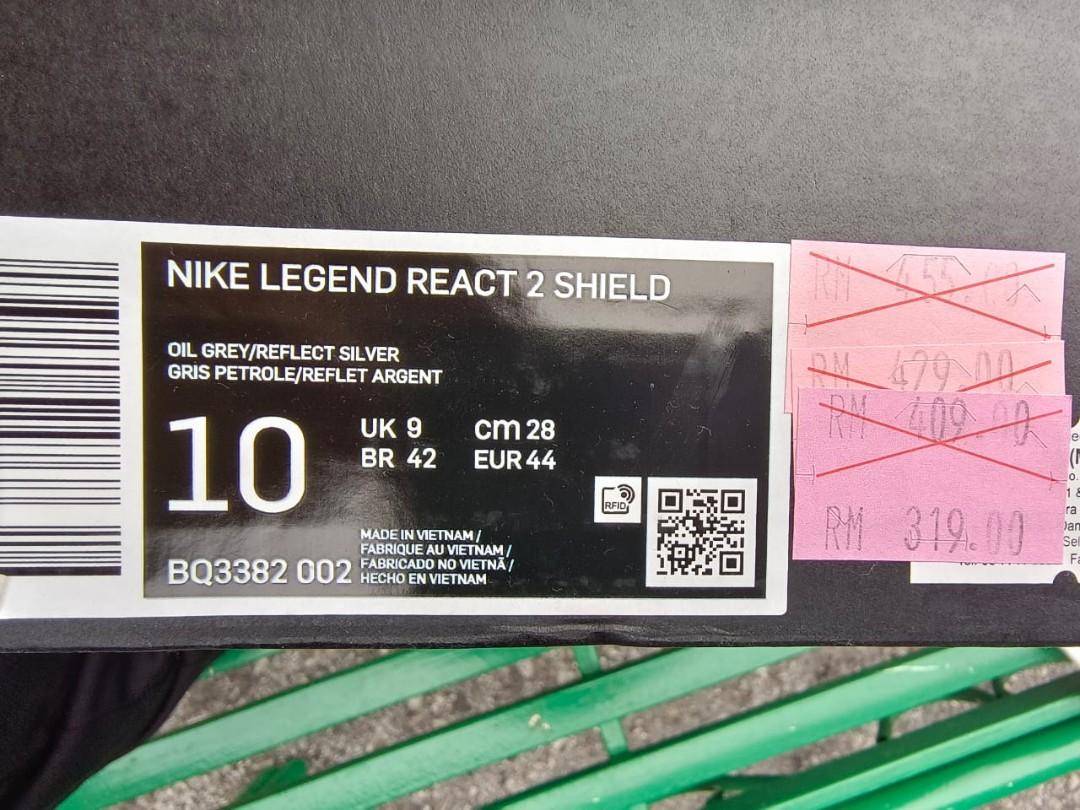 NIKE LEGEND REACT 2 SHIELD
OIL GREY/REFLECT SILVER
GRIS PETROLE/REFLET ARGENT
10
UK 9
cm 28
BR 42
EUR 44
RFID
BQ3382 002
MADE IN VIETNAM /
FABRIQUE AU VIETNAM /
FABRICADO NO VIETNÃ /
HECHO EN VIETNAM
RM
RM 479.00
RM 409.00
RM 319.00